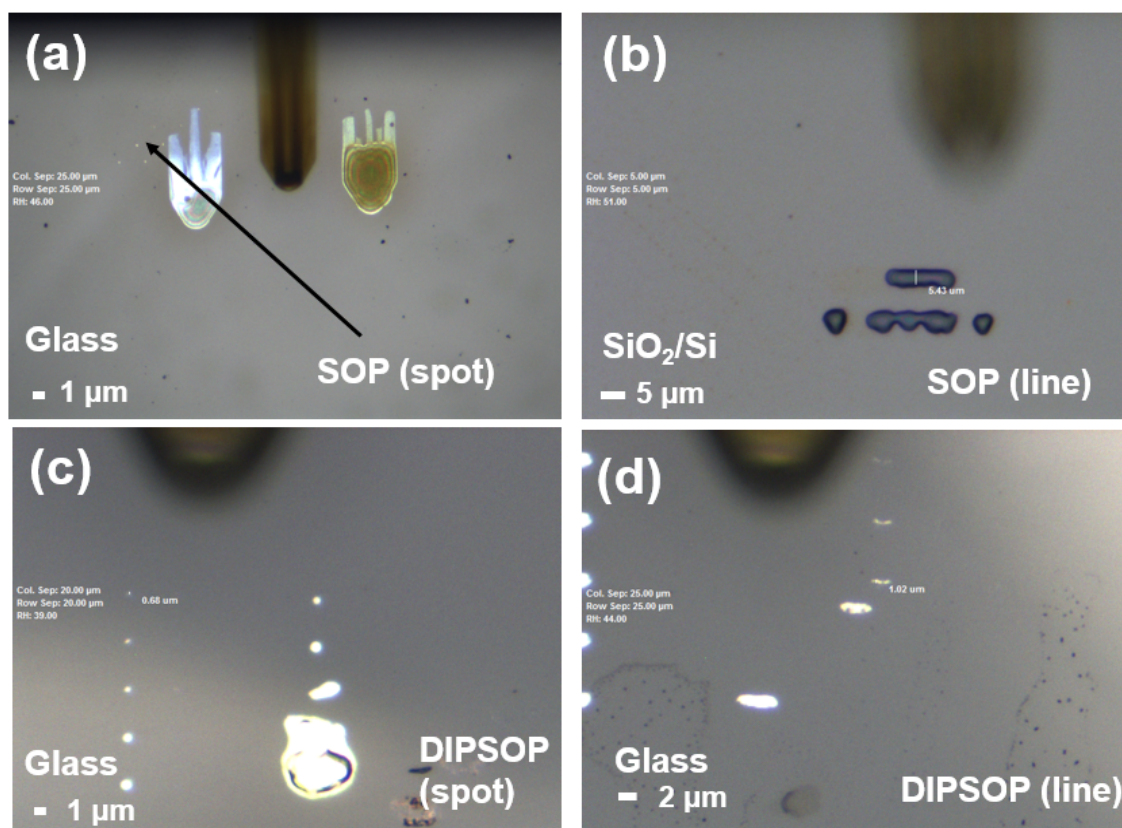 (a)
Col. Sep: 25.00 µm
Row Sep: 25.00 µm
RH: 46.00
Glass
SOP (spot)
1 µm
(b)
Col. Sep: 5.00 µm
Row Sep: 5.00 µm
RH: 51.00
5.43 um
SiO₂/Si
SOP (line)
5 µm
(c)
Col. Sep: 20.00 µm
Row Sep: 20.00 µm
RH: 39.00
0.68 um
Glass
DIPSOP
(spot)
1 µm
(d)
Col. Sep: 25.00 µm
Row Sep: 25.00 µm
RH: 44.00
1.02 um
Glass
2 µm
DIPSOP (line)